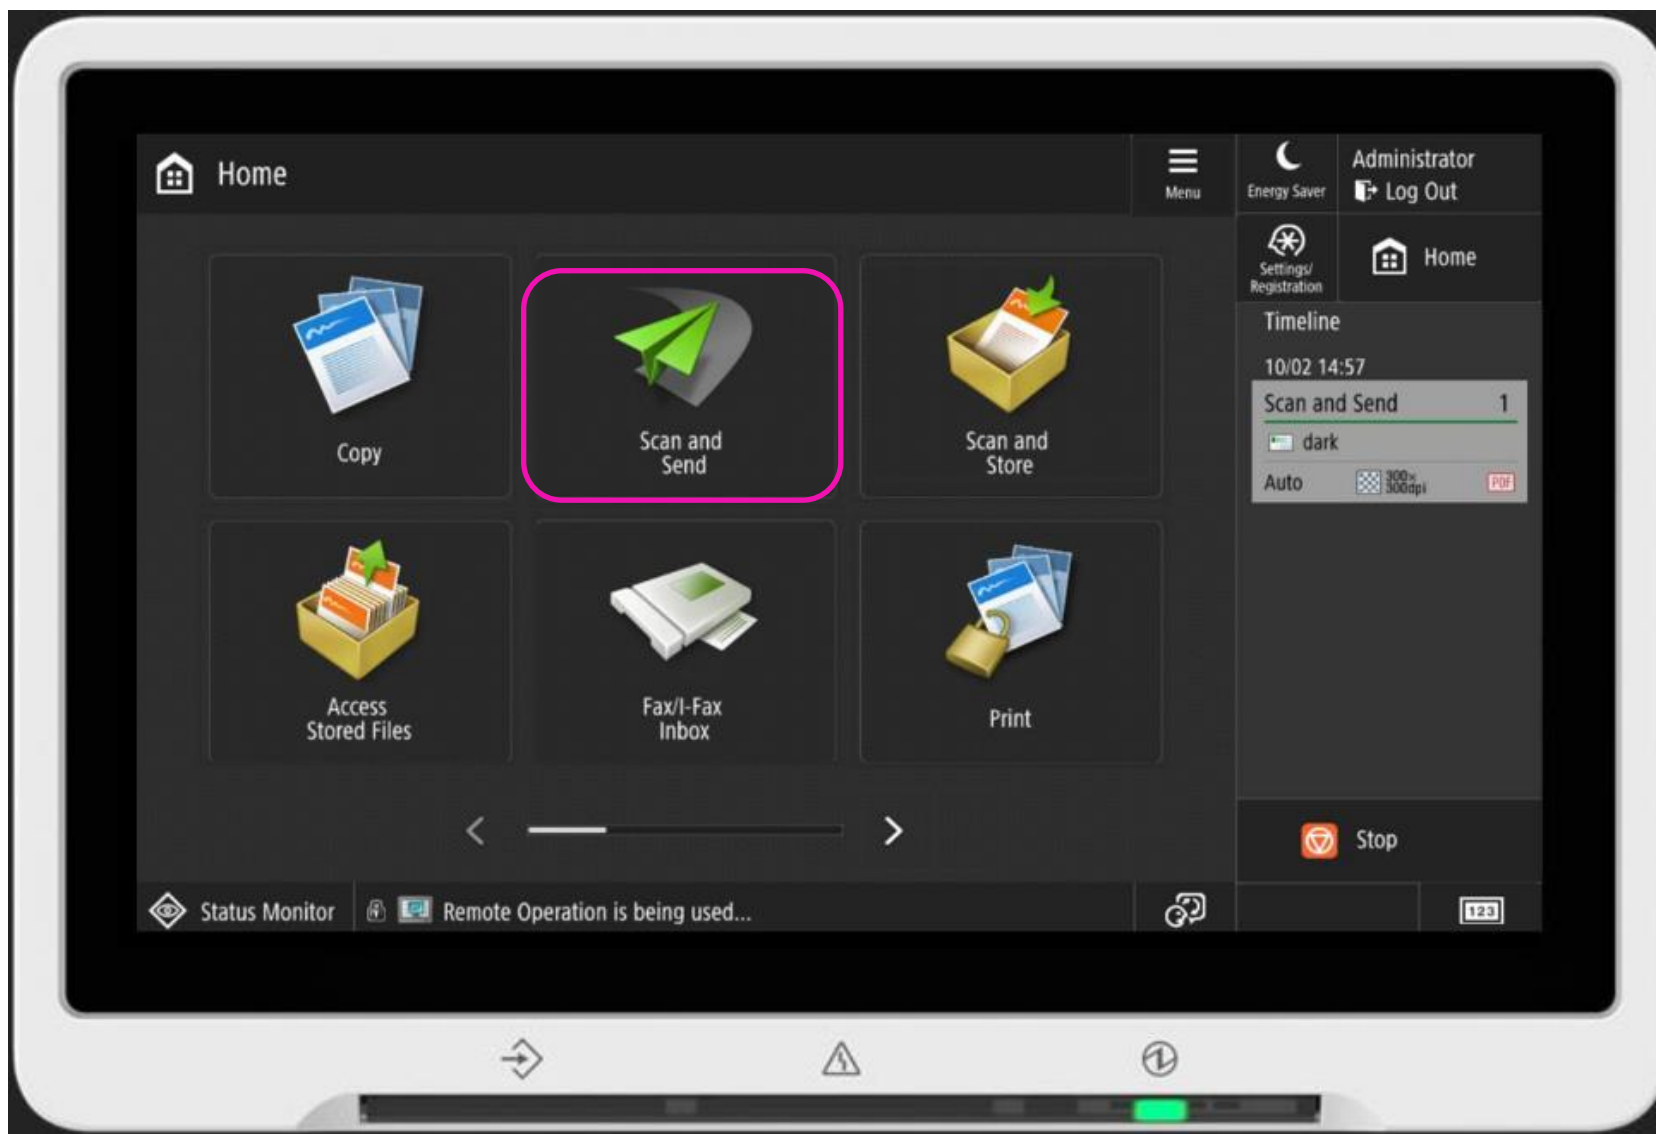 Home
Menu
Energy Saver
Administrator
Log Out
Settings/
Registration
Home
Copy
Scan and
Send
Scan and
Store
Access
Stored Files
Fax/I-Fax
Inbox
Print
Timeline
10/02 14:57
Scan and Send 1
dark
Auto 300×
300dpi PDF
Stop
Status Monitor
Remote Operation is being used...
123